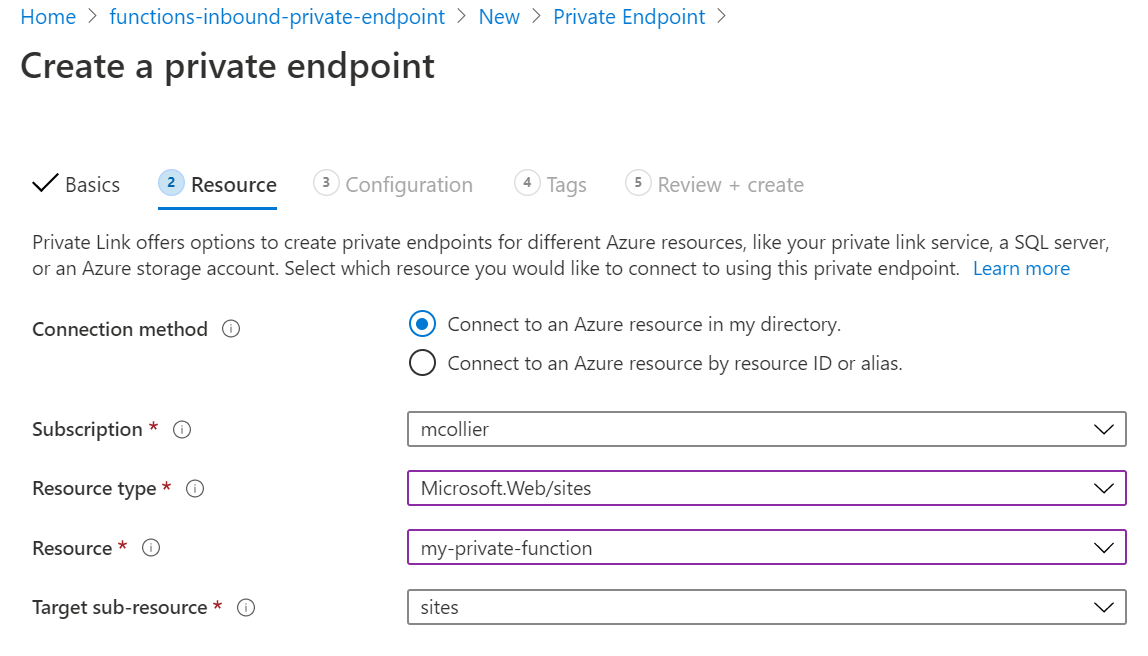 Home > functions-inbound-private-endpoint > New > Private Endpoint >
Create a private endpoint
Basics 2 Resource 3 Configuration 4 Tags 5 Review + create
Private Link offers options to create private endpoints for different Azure resources, like your private link service, a SQL server,
or an Azure storage account. Select which resource you would like to connect to using this private endpoint. Learn more
Connection method Connect to an Azure resource in my directory.
Connect to an Azure resource by resource ID or alias.
Subscription * mcollier
Resource type * Microsoft.Web/sites
Resource * my-private-function
Target sub-resource * sites